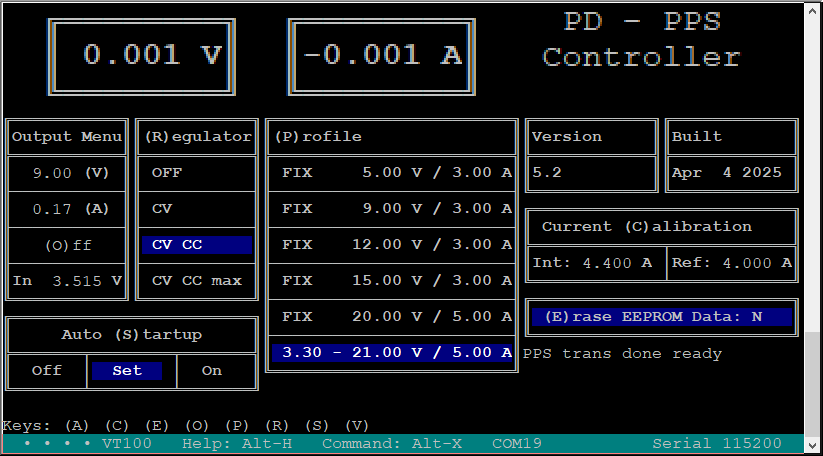 0.001 V
-0.001 A
PD - PPS
Controller
Output Menu
9.00 (V)
0.17 (A)
(O)ff
In 3.515 V
(R)egulator
OFF
CV
CV CC
CV CC max
(P)rofile
FIX 5.00 V / 3.00 A
FIX 9.00 V / 3.00 A
FIX 12.00 V / 3.00 A
FIX 15.00 V / 3.00 A
FIX 20.00 V / 5.00 A
3.30 - 21.00 V / 5.00 A
Version
5.2
Built
Apr 4 2025
Current (C)alibration
Int: 4.400 A
Ref: 4.000 A
(E)rase EEPROM Data: N
PPS trans done ready
Auto (S)tartup
Off Set On
Keys: (A) (C) (E) (O) (P) (R) (S) (V)
• • • • VT100 Help: Alt-H Command: Alt-X COM19 Serial 115200